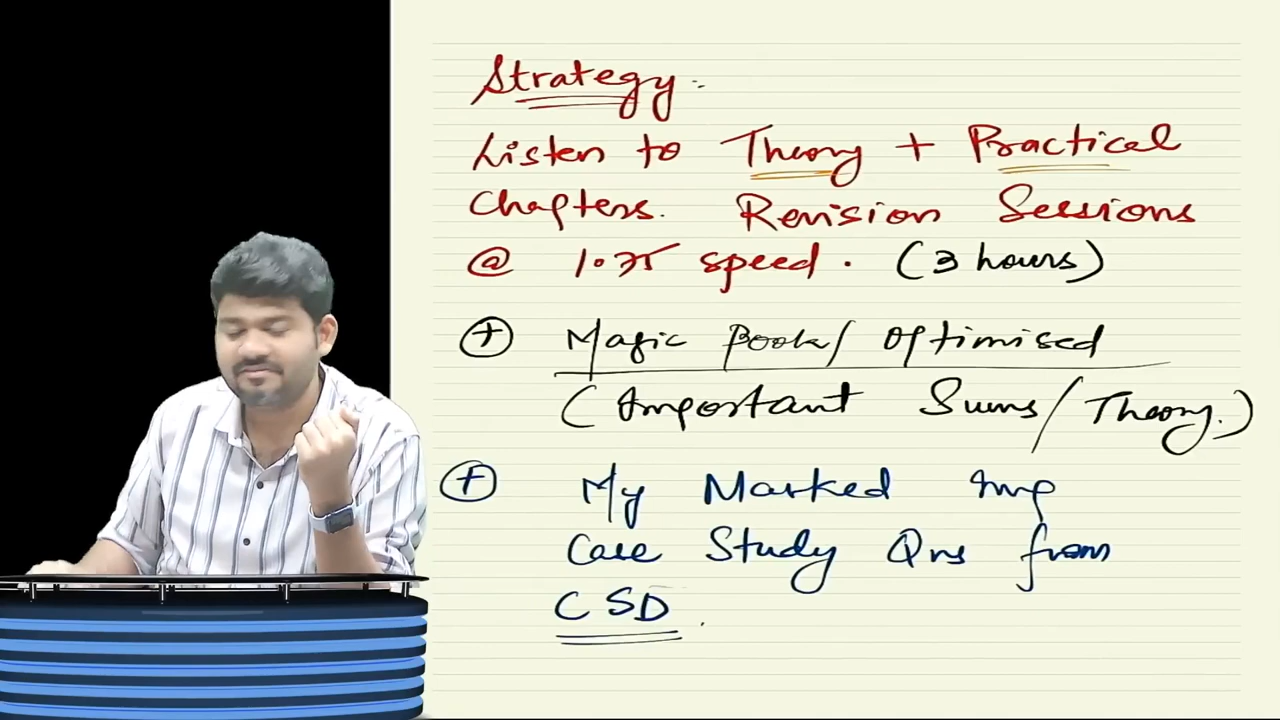 Strategy:
Listen to Theory + Practical
Chapters. Revision Sessions
@ 1.75 speed. (3 hours)
+ Magic Book/ Optimised
(Important Sums/Theory.)
+ My Marked Imp
Case Study Qns from
CSD.